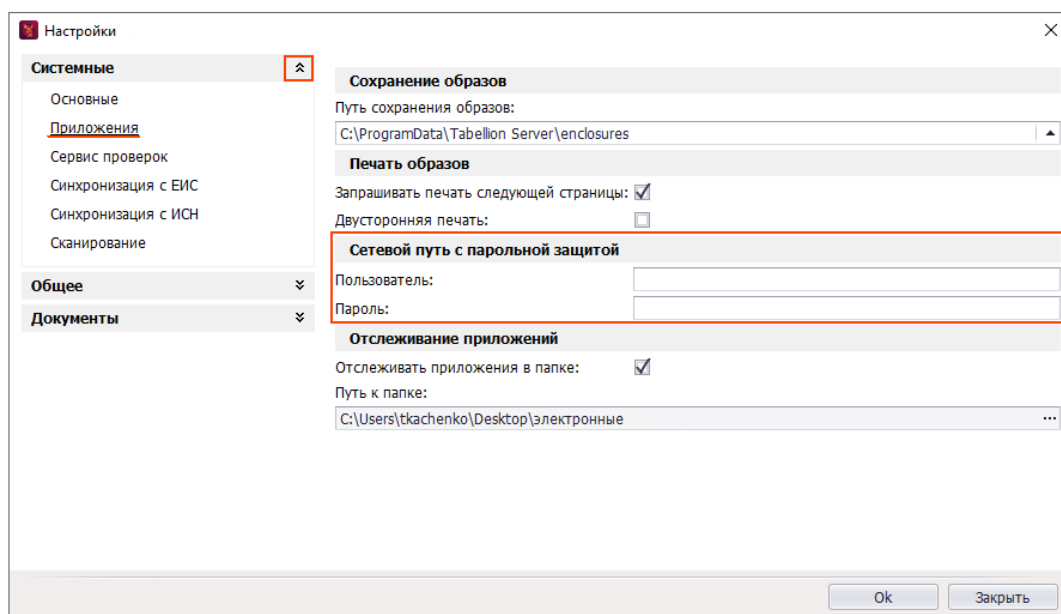 Настройки
Системные
Основные
Приложения
Сервис проверок
Синхронизация с ЕИС
Синхронизация с ИСН
Сканирование
Общее
Документы
Сохранение образов
Путь сохранения образов:
C:\ProgramData\Tabellion Server\enclosures
Печать образов
Запрашивать печать следующей страницы:
Двусторонняя печать:
Сетевой путь с парольной защитой
Пользователь:
Пароль:
Отслеживание приложений
Отслеживать приложения в папке:
Путь к папке:
C:\Users\tkachenko\Desktop\электронные
Ok
Закрыть